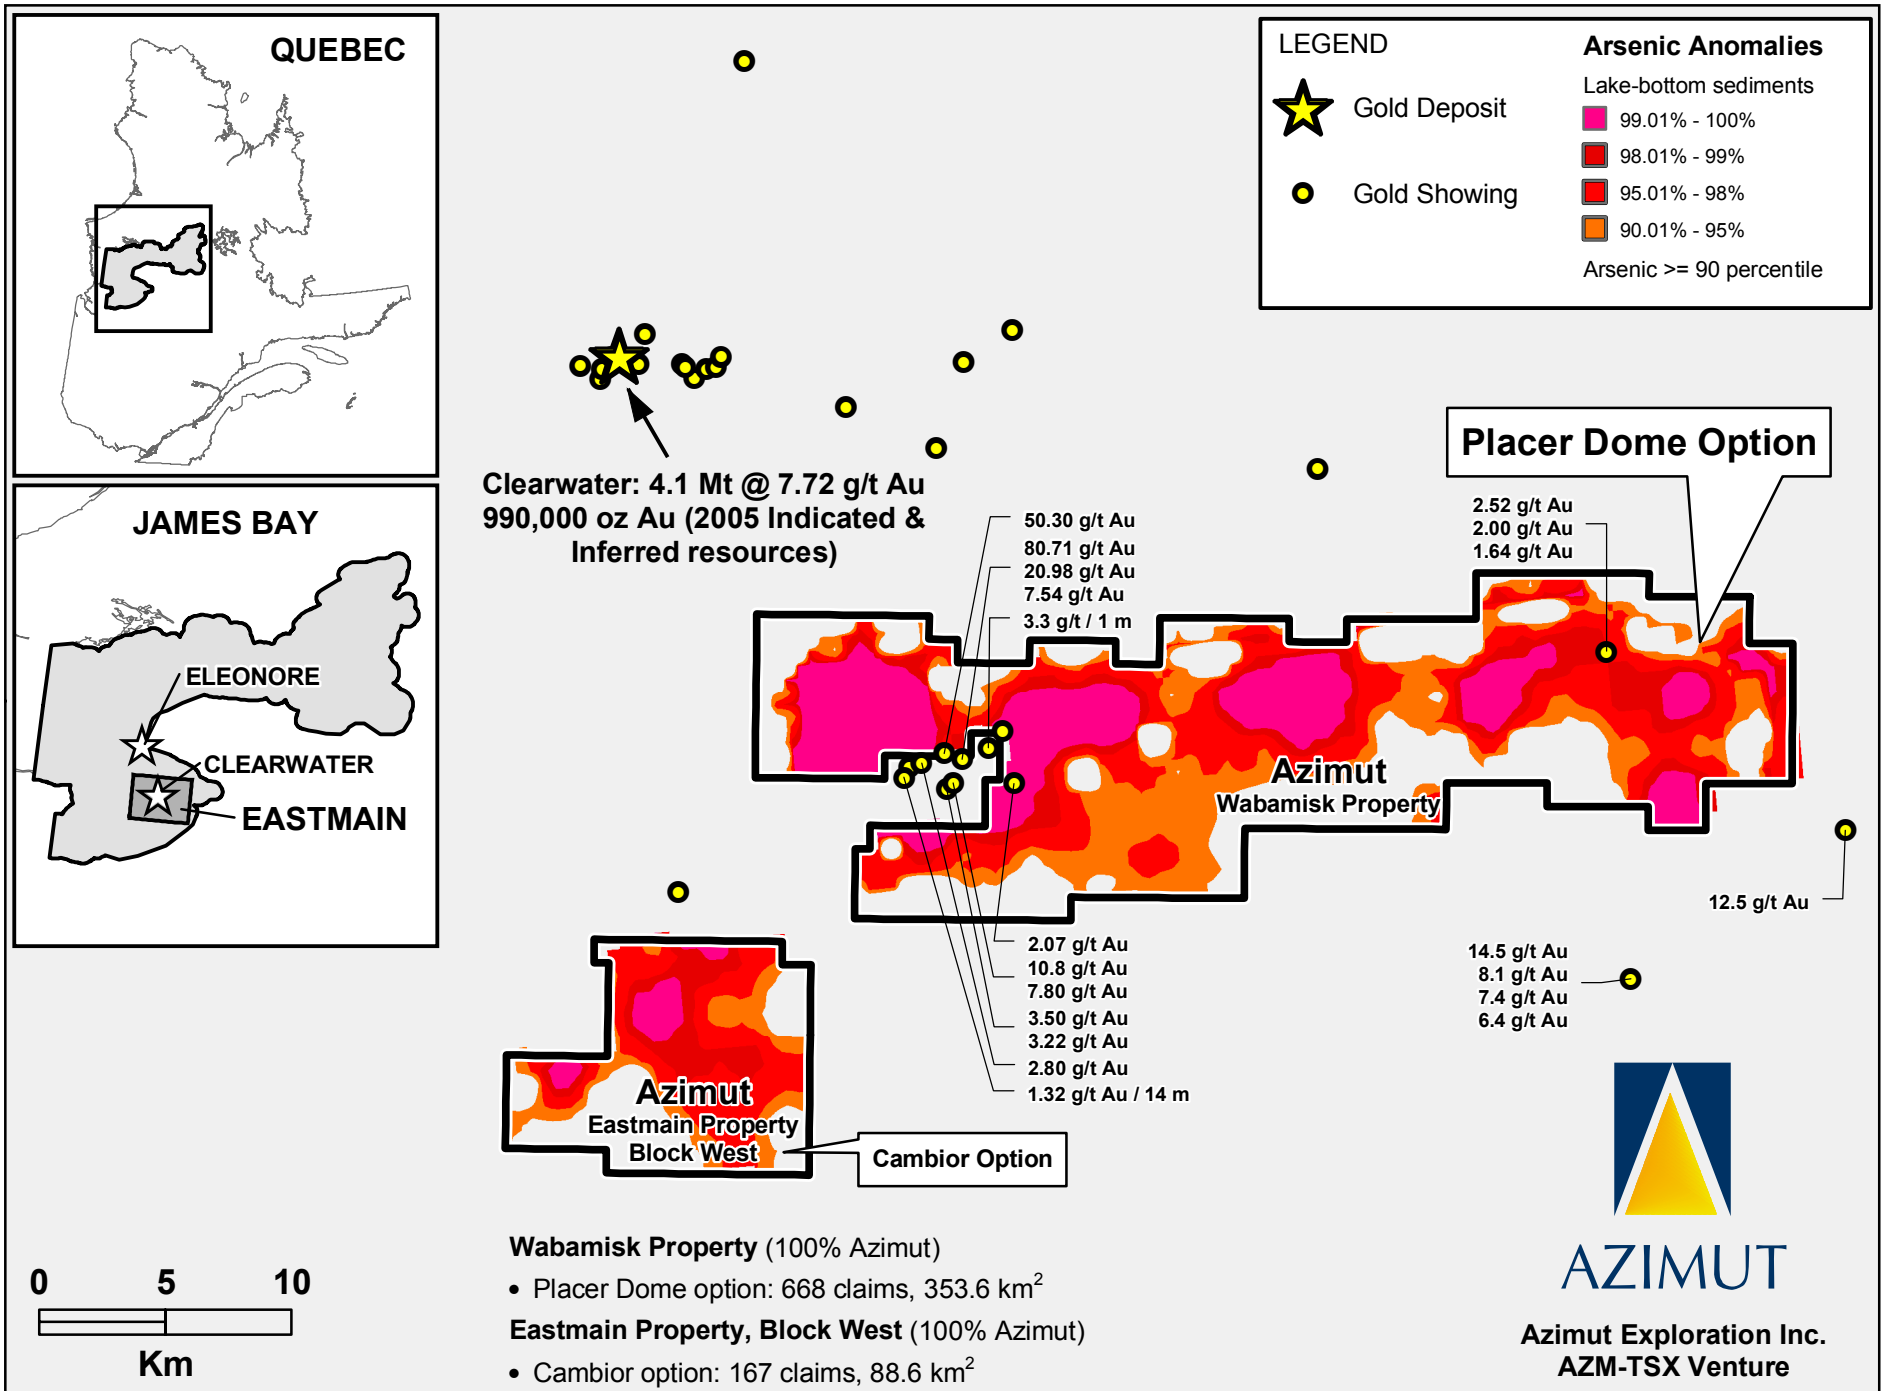 QUEBEC
JAMES BAY
ELEONORE
CLEARWATER
EASTMAIN
LEGEND
Gold Deposit
Gold Showing
Arsenic Anomalies
Lake-bottom sediments
99.01% - 100%
98.01% - 99%
95.01% - 98%
90.01% - 95%
Arsenic >= 90 percentile
Clearwater: 4.1 Mt @ 7.72 g/t Au
990,000 oz Au (2005 Indicated &
Inferred resources)
Placer Dome Option
50.30 g/t Au
80.71 g/t Au
20.98 g/t Au
7.54 g/t Au
3.3 g/t / 1 m
2.52 g/t Au
2.00 g/t Au
1.64 g/t Au
Azimut
Wabamisk Property
12.5 g/t Au
14.5 g/t Au
8.1 g/t Au
7.4 g/t Au
6.4 g/t Au
2.07 g/t Au
10.8 g/t Au
7.80 g/t Au
3.50 g/t Au
3.22 g/t Au
2.80 g/t Au
1.32 g/t Au / 14 m
Azimut
Eastmain Property
Block West
Cambior Option
0 5 10
Km
Wabamisk Property (100% Azimut)
• Placer Dome option: 668 claims, 353.6 km²
Eastmain Property, Block West (100% Azimut)
• Cambior option: 167 claims, 88.6 km²
AZIMUT
Azimut Exploration Inc.
AZM-TSX Venture